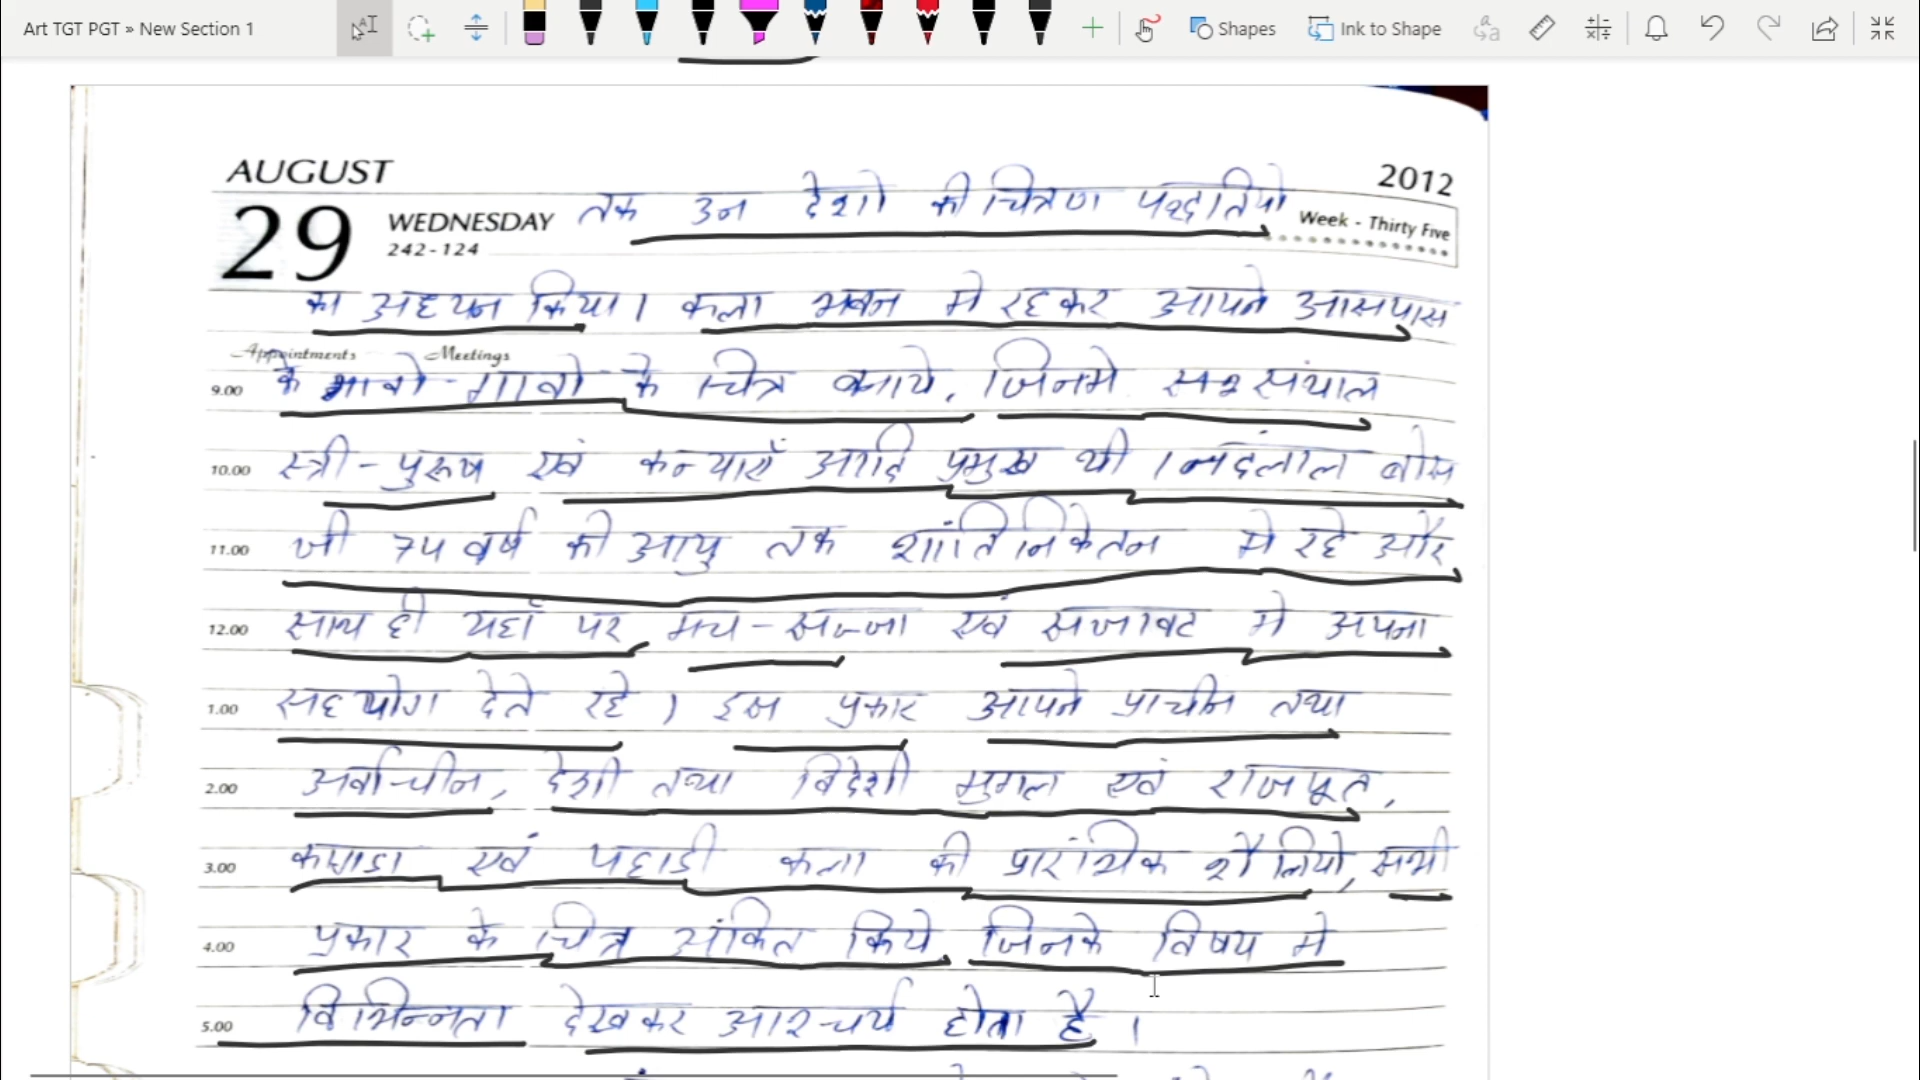 Art TGT PGT » New Section 1
Shapes
Ink to Shape
AUGUST
2012
29
WEDNESDAY
242-124
Week - Thirty Five
तक उन देशो की चित्रण पद्धतियो
का अध्यन किया। कला भवन मे रहकर आपने आसपास
Appointments Meetings
9.00 के गावो के चित्र बनाये, जिनमे संथाल
10.00 स्त्री-पुरूष एवं कन्याएँ आदि प्रमुख थी। नंदलाल बोस
11.00 जी 74 वर्ष की आयु तक शांतिनिकेतन मे रहे और
12.00 साथ ही यहाँ पर मंच-सज्जा एवं सजावट मे अपना
1.00 सहयोग देते रहे। इस प्रकार आपने प्राचीन तथा
2.00 अर्वाचीन, देशी तथा विदेशी मुगल एवं राजपूत,
3.00 एवं पहाडी कला की प्रारंभिक शैलियो, सभी
4.00 प्रकार के चित्र अंकित किये, जिनके विषय मे
5.00 विभिन्नता देखकर आश्चर्य होता है।